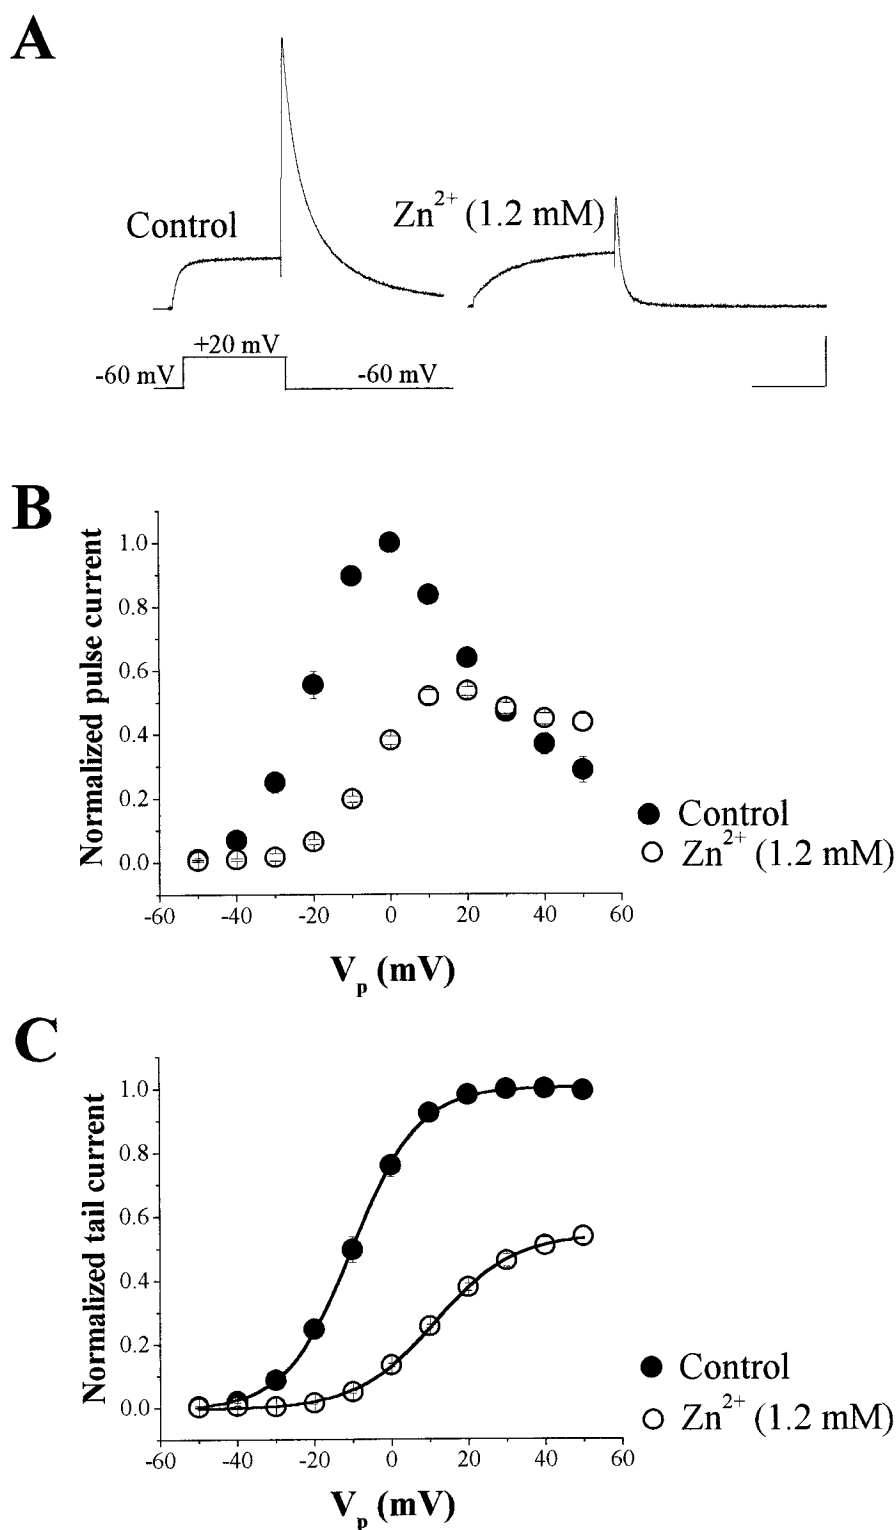 A
Control
Zn²⁺ (1.2 mM)
+20 mV
-60 mV
-60 mV
B
Normalized pulse current
1.0
0.8
0.6
0.4
0.2
0.0
-60 -40 -20 0 20 40 60
V_p (mV)
Control
Zn²⁺ (1.2 mM)
C
Normalized tail current
1.0
0.8
0.6
0.4
0.2
0.0
-60 -40 -20 0 20 40 60
V_p (mV)
Control
Zn²⁺ (1.2 mM)